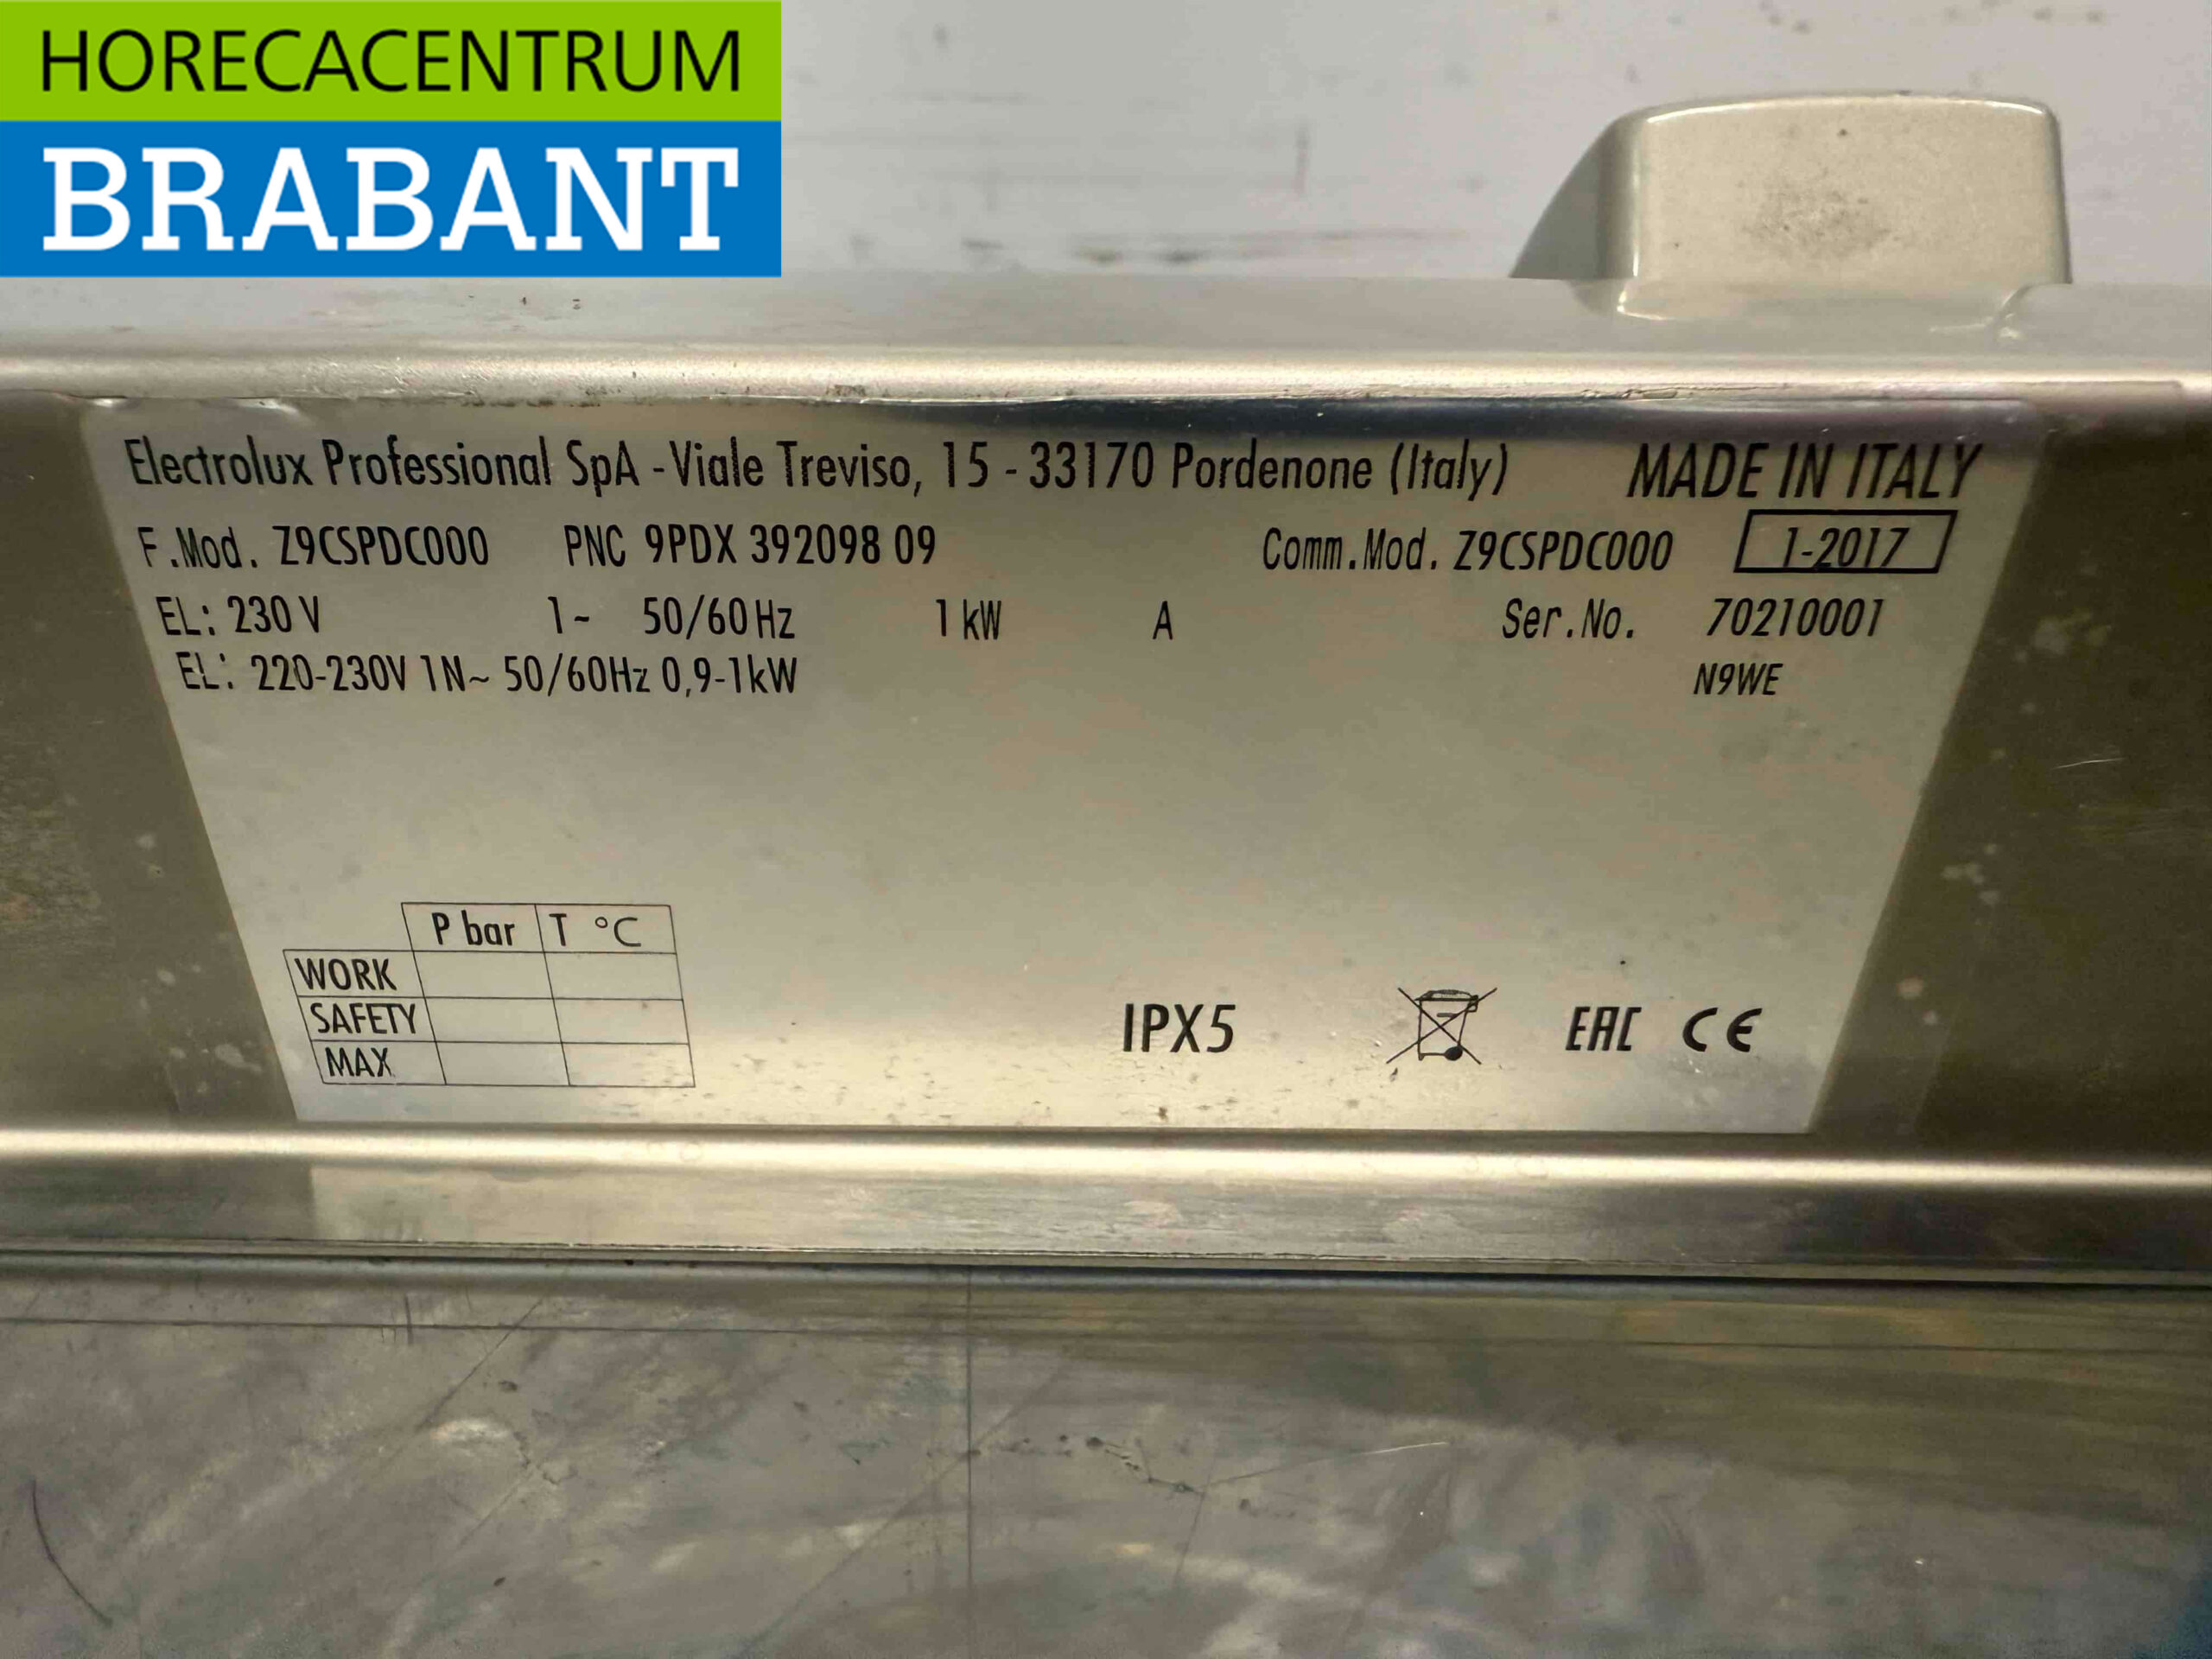 HORECACENTRUM
BRABANT
Electrolux Professional SpA - Viale Treviso, 15 - 33170 Pordenone (Italy) MADE IN ITALY
F.Mod. Z9CSPDC000 PNC 9PDX 392098 09 Comm.Mod. Z9CSPDC000 1-2017
EL: 230 V 1~ 50/60 Hz 1 kW A Ser.No. 70210001
EL: 220-230V 1N~ 50/60Hz 0,9-1kW N9WE
P bar T °C
WORK
SAFETY
MAX
IPX5 EAC CE